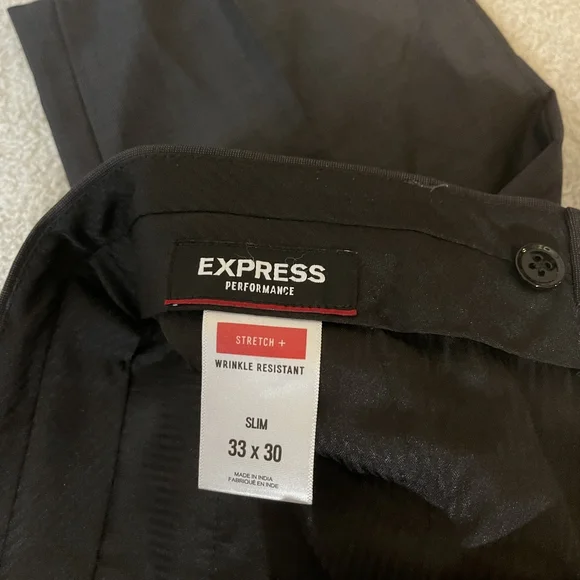 EXPRESS
PERFORMANCE
STRETCH +
WRINKLE RESISTANT
SLIM
33 x 30
MADE IN INDIA
FABRIQUÉ EN INDE